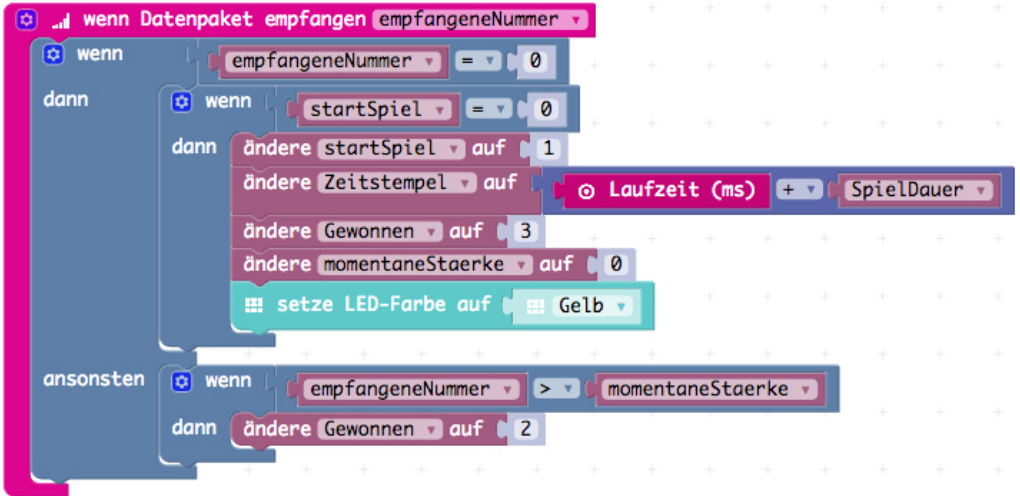 wenn Datenpaket empfangen empfangeneNummer
wenn empfangeneNummer = 0
dann wenn startSpiel = 0
dann ändere startSpiel auf 1
ändere Zeitstempel auf Laufzeit (ms) + SpielDauer
ändere Gewonnen auf 3
ändere momentaneStaerke auf 0
setze LED-Farbe auf Gelb
ansonsten wenn empfangeneNummer > momentaneStaerke
dann ändere Gewonnen auf 2